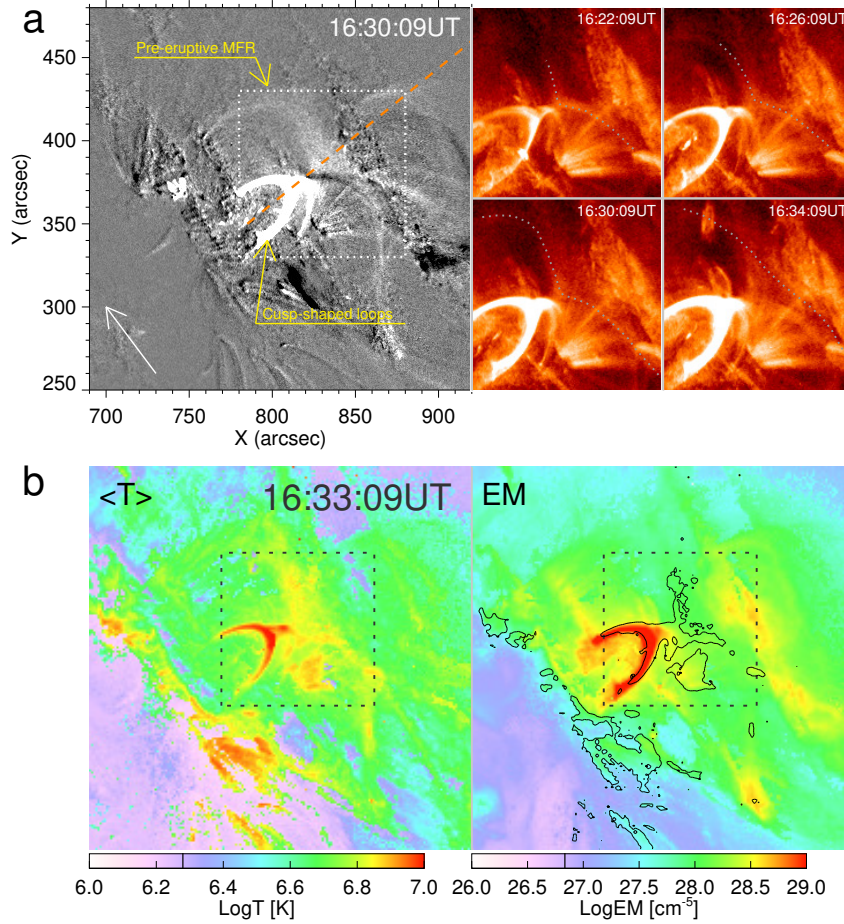 a
16:30:09UT
Pre-eruptive MFR
Cusp-shaped loops
450
400
350
300
250
Y (arcsec)
700 750 800 850 900
X (arcsec)
16:22:09UT
16:26:09UT
16:30:09UT
16:34:09UT
b
<T> 16:33:09UT
EM
6.0 6.2 6.4 6.6 6.8 7.0
LogT [K]
26.0 26.5 27.0 27.5 28.0 28.5 29.0
LogEM [cm⁻⁵]